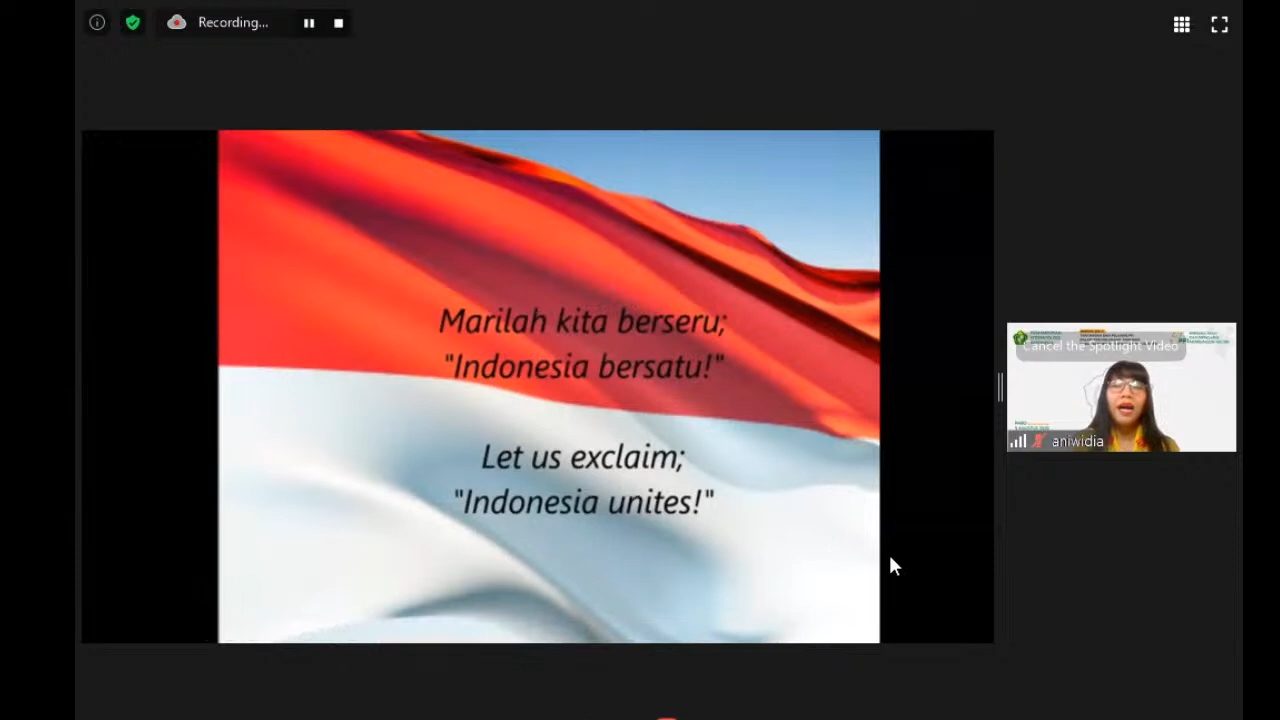 Recording...
Marilah kita berseru;
"Indonesia bersatu!"
Let us exclaim;
"Indonesia unites!"
Cancel the Spotlight Video
aniwidia